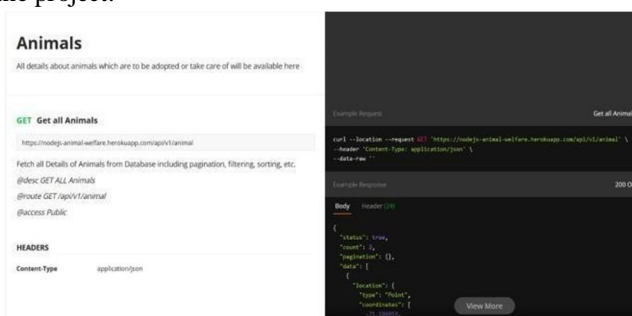 the project.
Animals
All details about animals which are to be adopted or take care of will be available here
GET Get all Animals
https://nodejs-animal-welfare.herokuapp.com/api/v1/animal
Fetch all Details of Animals from Database including pagination, filtering, sorting, etc.
@desc GET ALL Animals
@route GET /api/v1/animal
@access Public
HEADERS
Content-Type application/json
Example Request Get all Animal
curl --location --request GET 'https://nodejs-animal-welfare.herokuapp.com/api/v1/animal' \
--header 'Content-Type: application/json' \
--data-raw ''
Example Response 200 O
Body Header
{
"status": true,
"count": 2,
"pagination": {},
"data": [
{
"location": {
"type": "Point",
"coordinates": [
View More